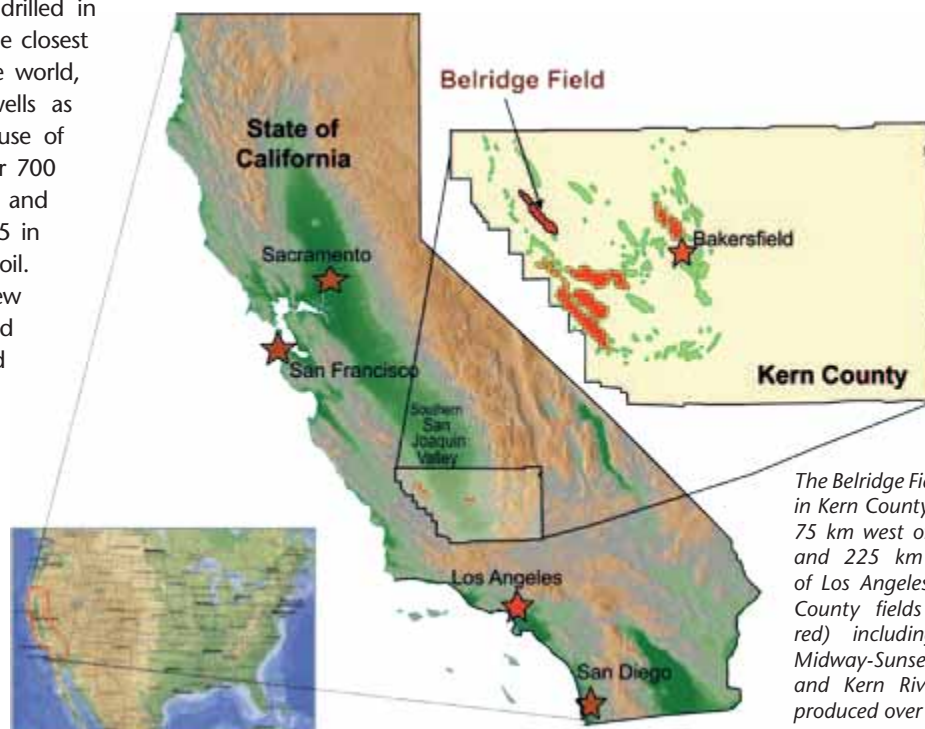 drilled in
e closest
e world,
vells as
use of
r 700
and
5 in
oil.
ew
d
d
Belridge Field
State of
California
Sacramento
San Francisco
Southern
San
Joaquin
Valley
Los Angeles
San Diego
Bakersfield
Kern County
The Belridge Fie
in Kern County
75 km west o
and 225 km
of Los Angeles
County fields
red) including
Midway-Sunse
and Kern Riv
produced over